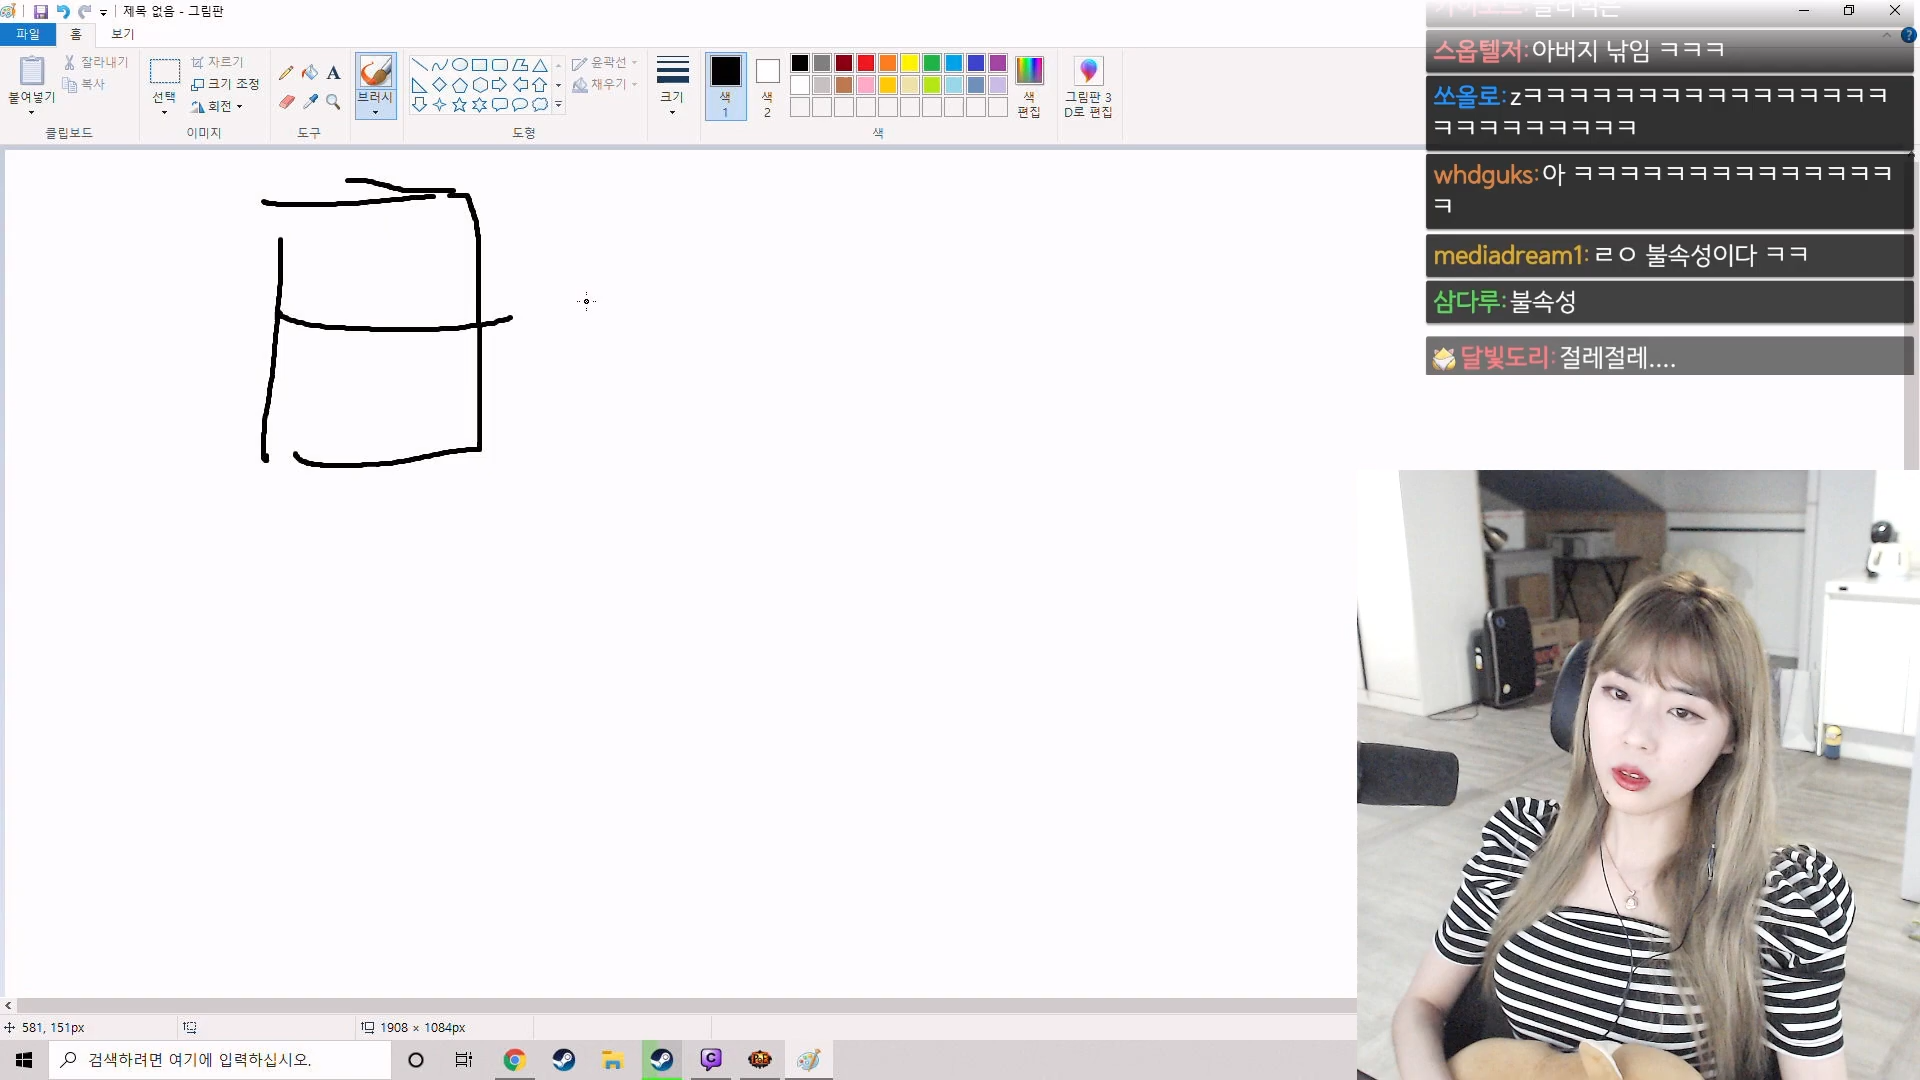 제목 없음 - 그림판
파일
홈
보기
붙여넣기
잘라내기
복사
클립보드
선택
자르기
크기 조정
회전
이미지
A
도구
브러시
윤곽선
채우기
도형
크기
색
1
색
2
색
편집
색
그림판 3
D로 편집
스옵텔저: 아버지 낚임 ㅋㅋㅋ
쏘올로: zㅋㅋㅋㅋㅋㅋㅋㅋㅋㅋㅋㅋㅋㅋㅋㅋ
ㅋㅋㅋㅋㅋㅋㅋㅋㅋ
whdguks: 아 ㅋㅋㅋㅋㅋㅋㅋㅋㅋㅋㅋㅋㅋㅋ
ㅋ
mediadream1: ㄹㅇ 불속성이다 ㅋㅋ
삼다루: 불속성
달빛도리: 절레절레....
581, 151px
1908 × 1084px
검색하려면 여기에 입력하십시오.